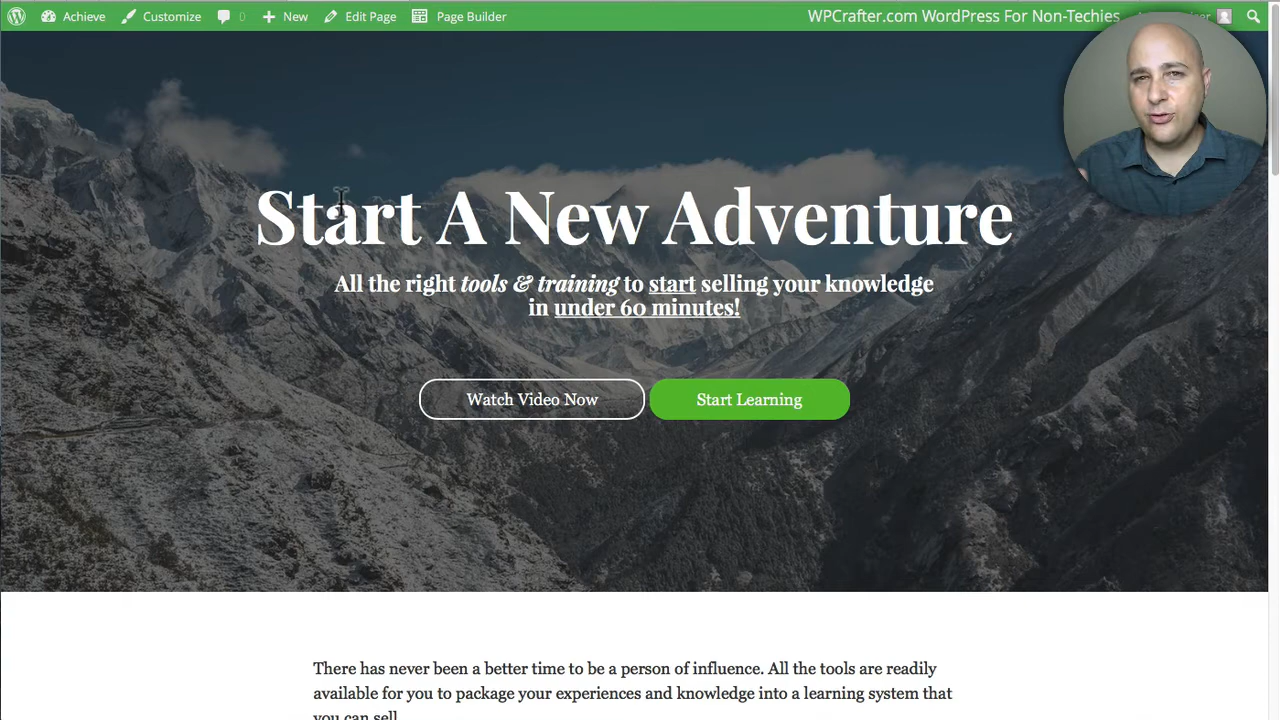 Achieve Customize 0 New Edit Page Page Builder WPCrafter.com WordPress For Non-Techies
Start A New Adventure
All the right tools & training to start selling your knowledge
in under 60 minutes!
Watch Video Now Start Learning
There has never been a better time to be a person of influence. All the tools are readily
available for you to package your experiences and knowledge into a learning system that
you can sell.